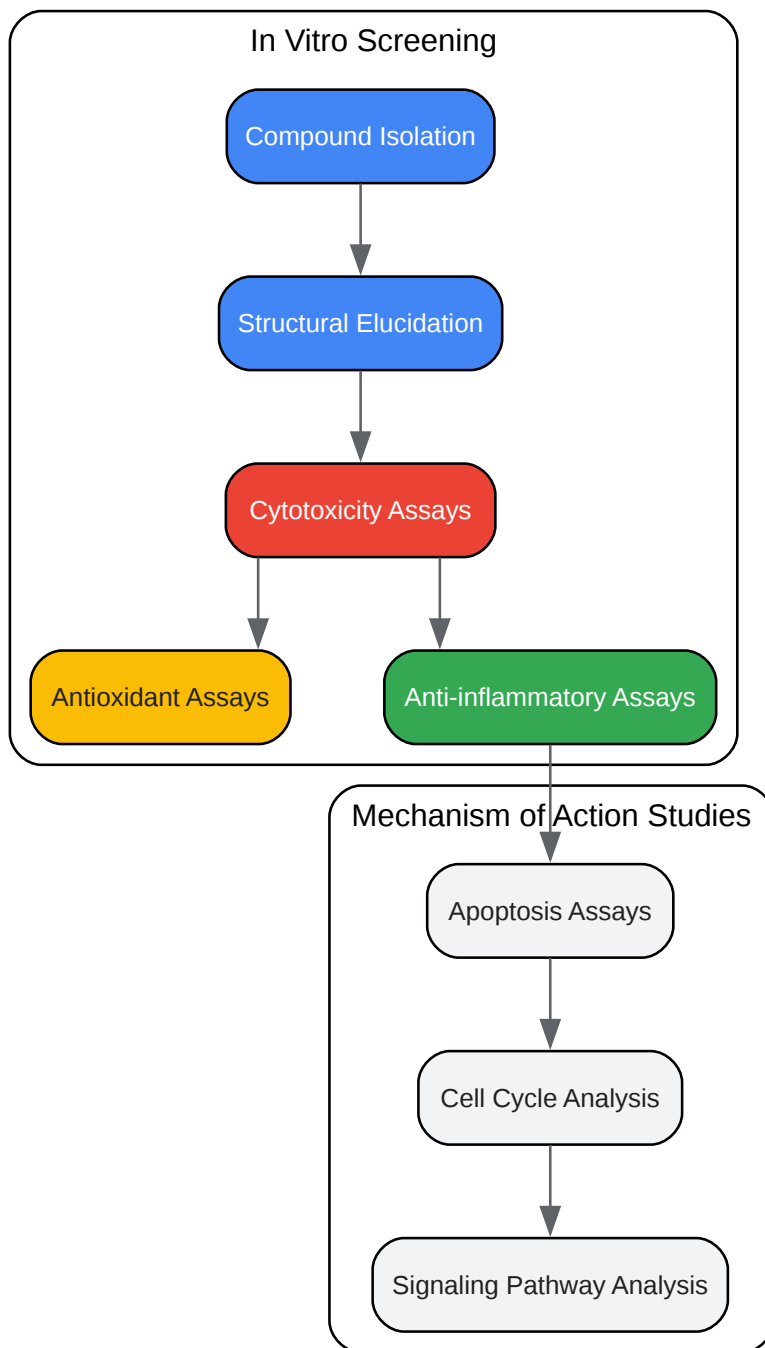 In Vitro Screening
Compound Isolation
Structural Elucidation
Cytotoxicity Assays
Antioxidant Assays
Anti-inflammatory Assays
Mechanism of Action Studies
Apoptosis Assays
Cell Cycle Analysis
Signaling Pathway Analysis